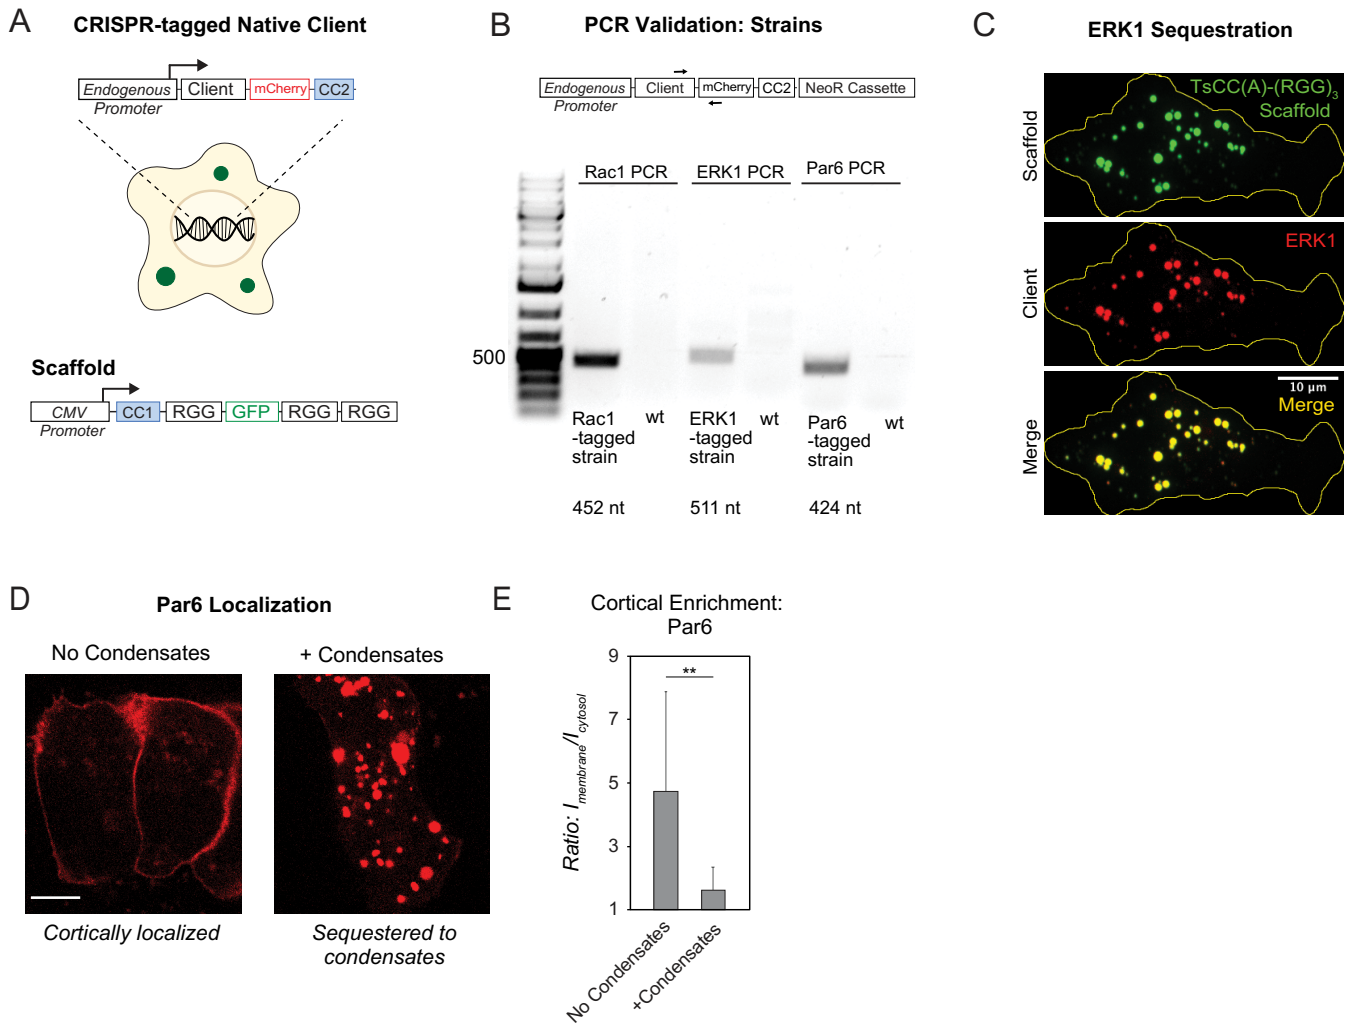 A
CRISPR-tagged Native Client
Endogenous
Promoter
Client
mCherry
CC2
Scaffold
CMV
Promoter
CC1
RGG
GFP
RGG
RGG
B
PCR Validation: Strains
Endogenous
Promoter
Client
mCherry
CC2
NeoR Cassette
Rac1 PCR
ERK1 PCR
Par6 PCR
500
Rac1
-tagged
strain
wt
ERK1
-tagged
strain
wt
Par6
-tagged
strain
wt
452 nt
511 nt
424 nt
C
ERK1 Sequestration
Scaffold
TsCC(A)-(RGG)3
Scaffold
Client
ERK1
Merge
10 µm
Merge
D
Par6 Localization
No Condensates
+ Condensates
Cortically localized
Sequestered to
condensates
E
Cortical Enrichment:
Par6
Ratio: Imembrane/Icytosol
9
7
5
3
1
**
No Condensates
+Condensates